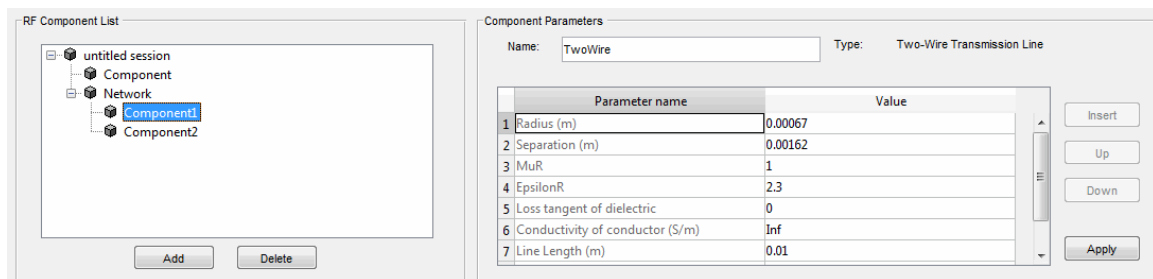 RF Component List
untitled session
Component
Network
Component1
Component2
Add Delete
Component Parameters
Name: TwoWire Type: Two-Wire Transmission Line
Parameter name Value
1 Radius (m) 0.00067
2 Separation (m) 0.00162
3 MuR 1
4 EpsilonR 2.3
5 Loss tangent of dielectric 0
6 Conductivity of conductor (S/m) Inf
7 Line Length (m) 0.01
Insert
Up
Down
Apply